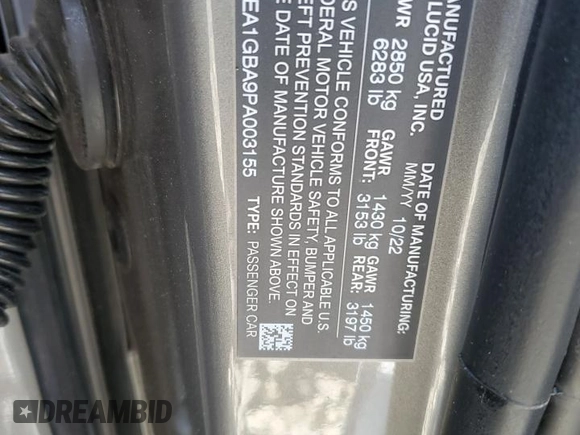 MANUFACTURED
LUCID USA, INC.
DATE OF MANUFACTURING:
MM/YY 10/22
GAWR 2850 kg
6283 lb
GAWR
FRONT: 1430 kg
3153 lb
GAWR
REAR: 1450 kg
3197 lb
S VEHICLE CONFORMS TO ALL APPLICABLE U.S.
DERAL MOTOR VEHICLE SAFETY, BUMPER AND
EFT PREVENTION STANDARDS IN EFFECT ON
E DATE OF MANUFACTURE SHOWN ABOVE.
EA1GBA9PA003155 TYPE: PASSENGER CAR
DREAMBID